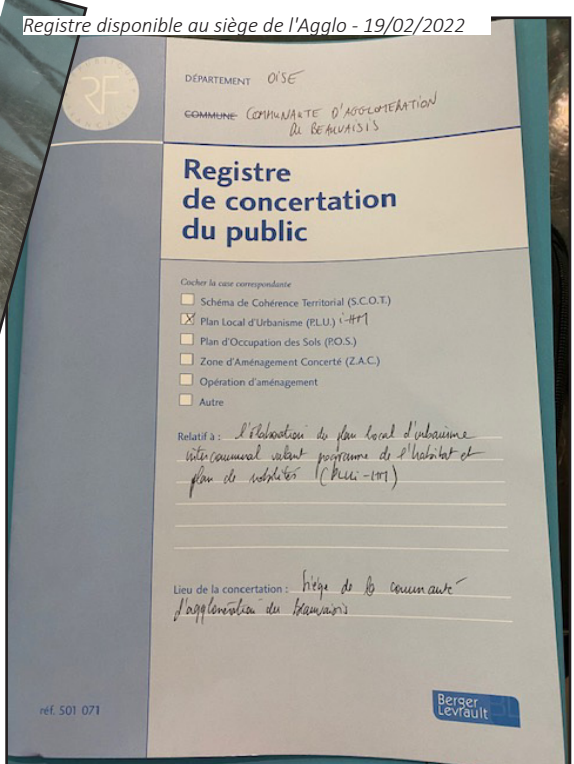 Registre disponible au siège de l'Agglo - 19/02/2022
RF
DÉPARTEMENT OISE
COMMUNE COMMUNAUTE D'AGGLOMERATION
DU BEAUVAISIS
Registre
de concertation
du public
Cocher la case correspondante
Schéma de Cohérence Territorial (S.C.O.T.)
X Plan Local d'Urbanisme (P.L.U.) i-HM
Plan d'Occupation des Sols (P.O.S.)
Zone d'Aménagement Concerté (Z.A.C.)
Opération d'aménagement
Autre
Relatif à : l'élaboration du plan local d'urbanisme
intercommunal valant programme de l'habitat et
plan de mobilités (PLUi-HM)
Lieu de la concertation : Siège de la communauté
d'agglomération du Beauvaisis
réf. 501 071
Berger
Levrault BL